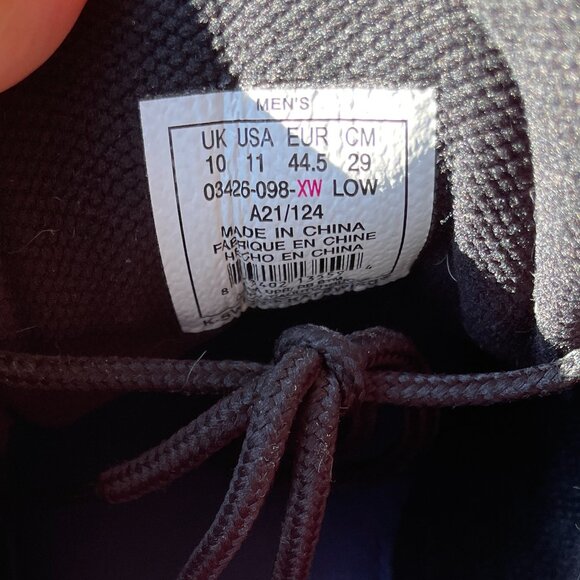 MEN'S
UK USA EUR CM
10 11 44.5 29
03426-098-XW LOW
A21/124
MADE IN CHINA
FABRIQUE EN CHINE
HECHO EN CHINA